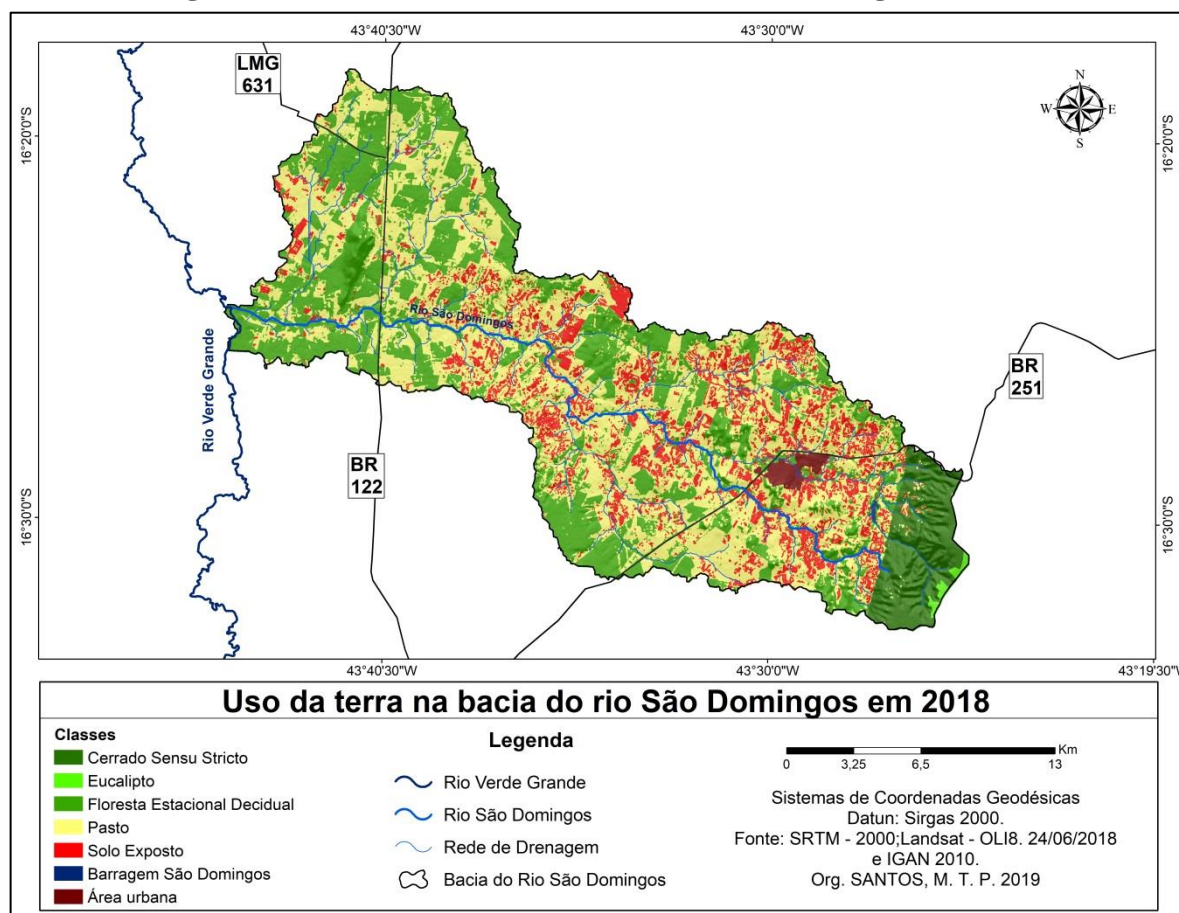 43°40'30"W
43°30'0"W
LMG
631
N
W
E
S
16°20'0"S
16°20'0"S
Rio São Domingos
Rio Verde Grande
BR
251
BR
122
16°30'0"S
16°30'0"S
43°40'30"W
43°30'0"W
43°19'30"W
Uso da terra na bacia do rio São Domingos em 2018
Classes
Cerrado Sensu Stricto
Eucalipto
Floresta Estacional Decidual
Pasto
Solo Exposto
Barragem São Domingos
Área urbana
Legenda
Rio Verde Grande
Rio São Domingos
Rede de Drenagem
Bacia do Rio São Domingos
Km
0 3,25 6,5 13
Sistemas de Coordenadas Geodésicas
Datun: Sirgas 2000.
Fonte: SRTM - 2000;Landsat - OLI8. 24/06/2018
e IGAN 2010.
Org. SANTOS, M. T. P. 2019